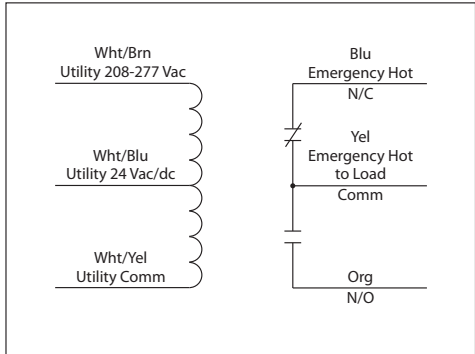 Wht/Brn
Utility 208-277 Vac
Wht/Blu
Utility 24 Vac/dc
Wht/Yel
Utility Comm
Blu
Emergency Hot
N/C
Yel
Emergency Hot
to Load
Comm
Org
N/O